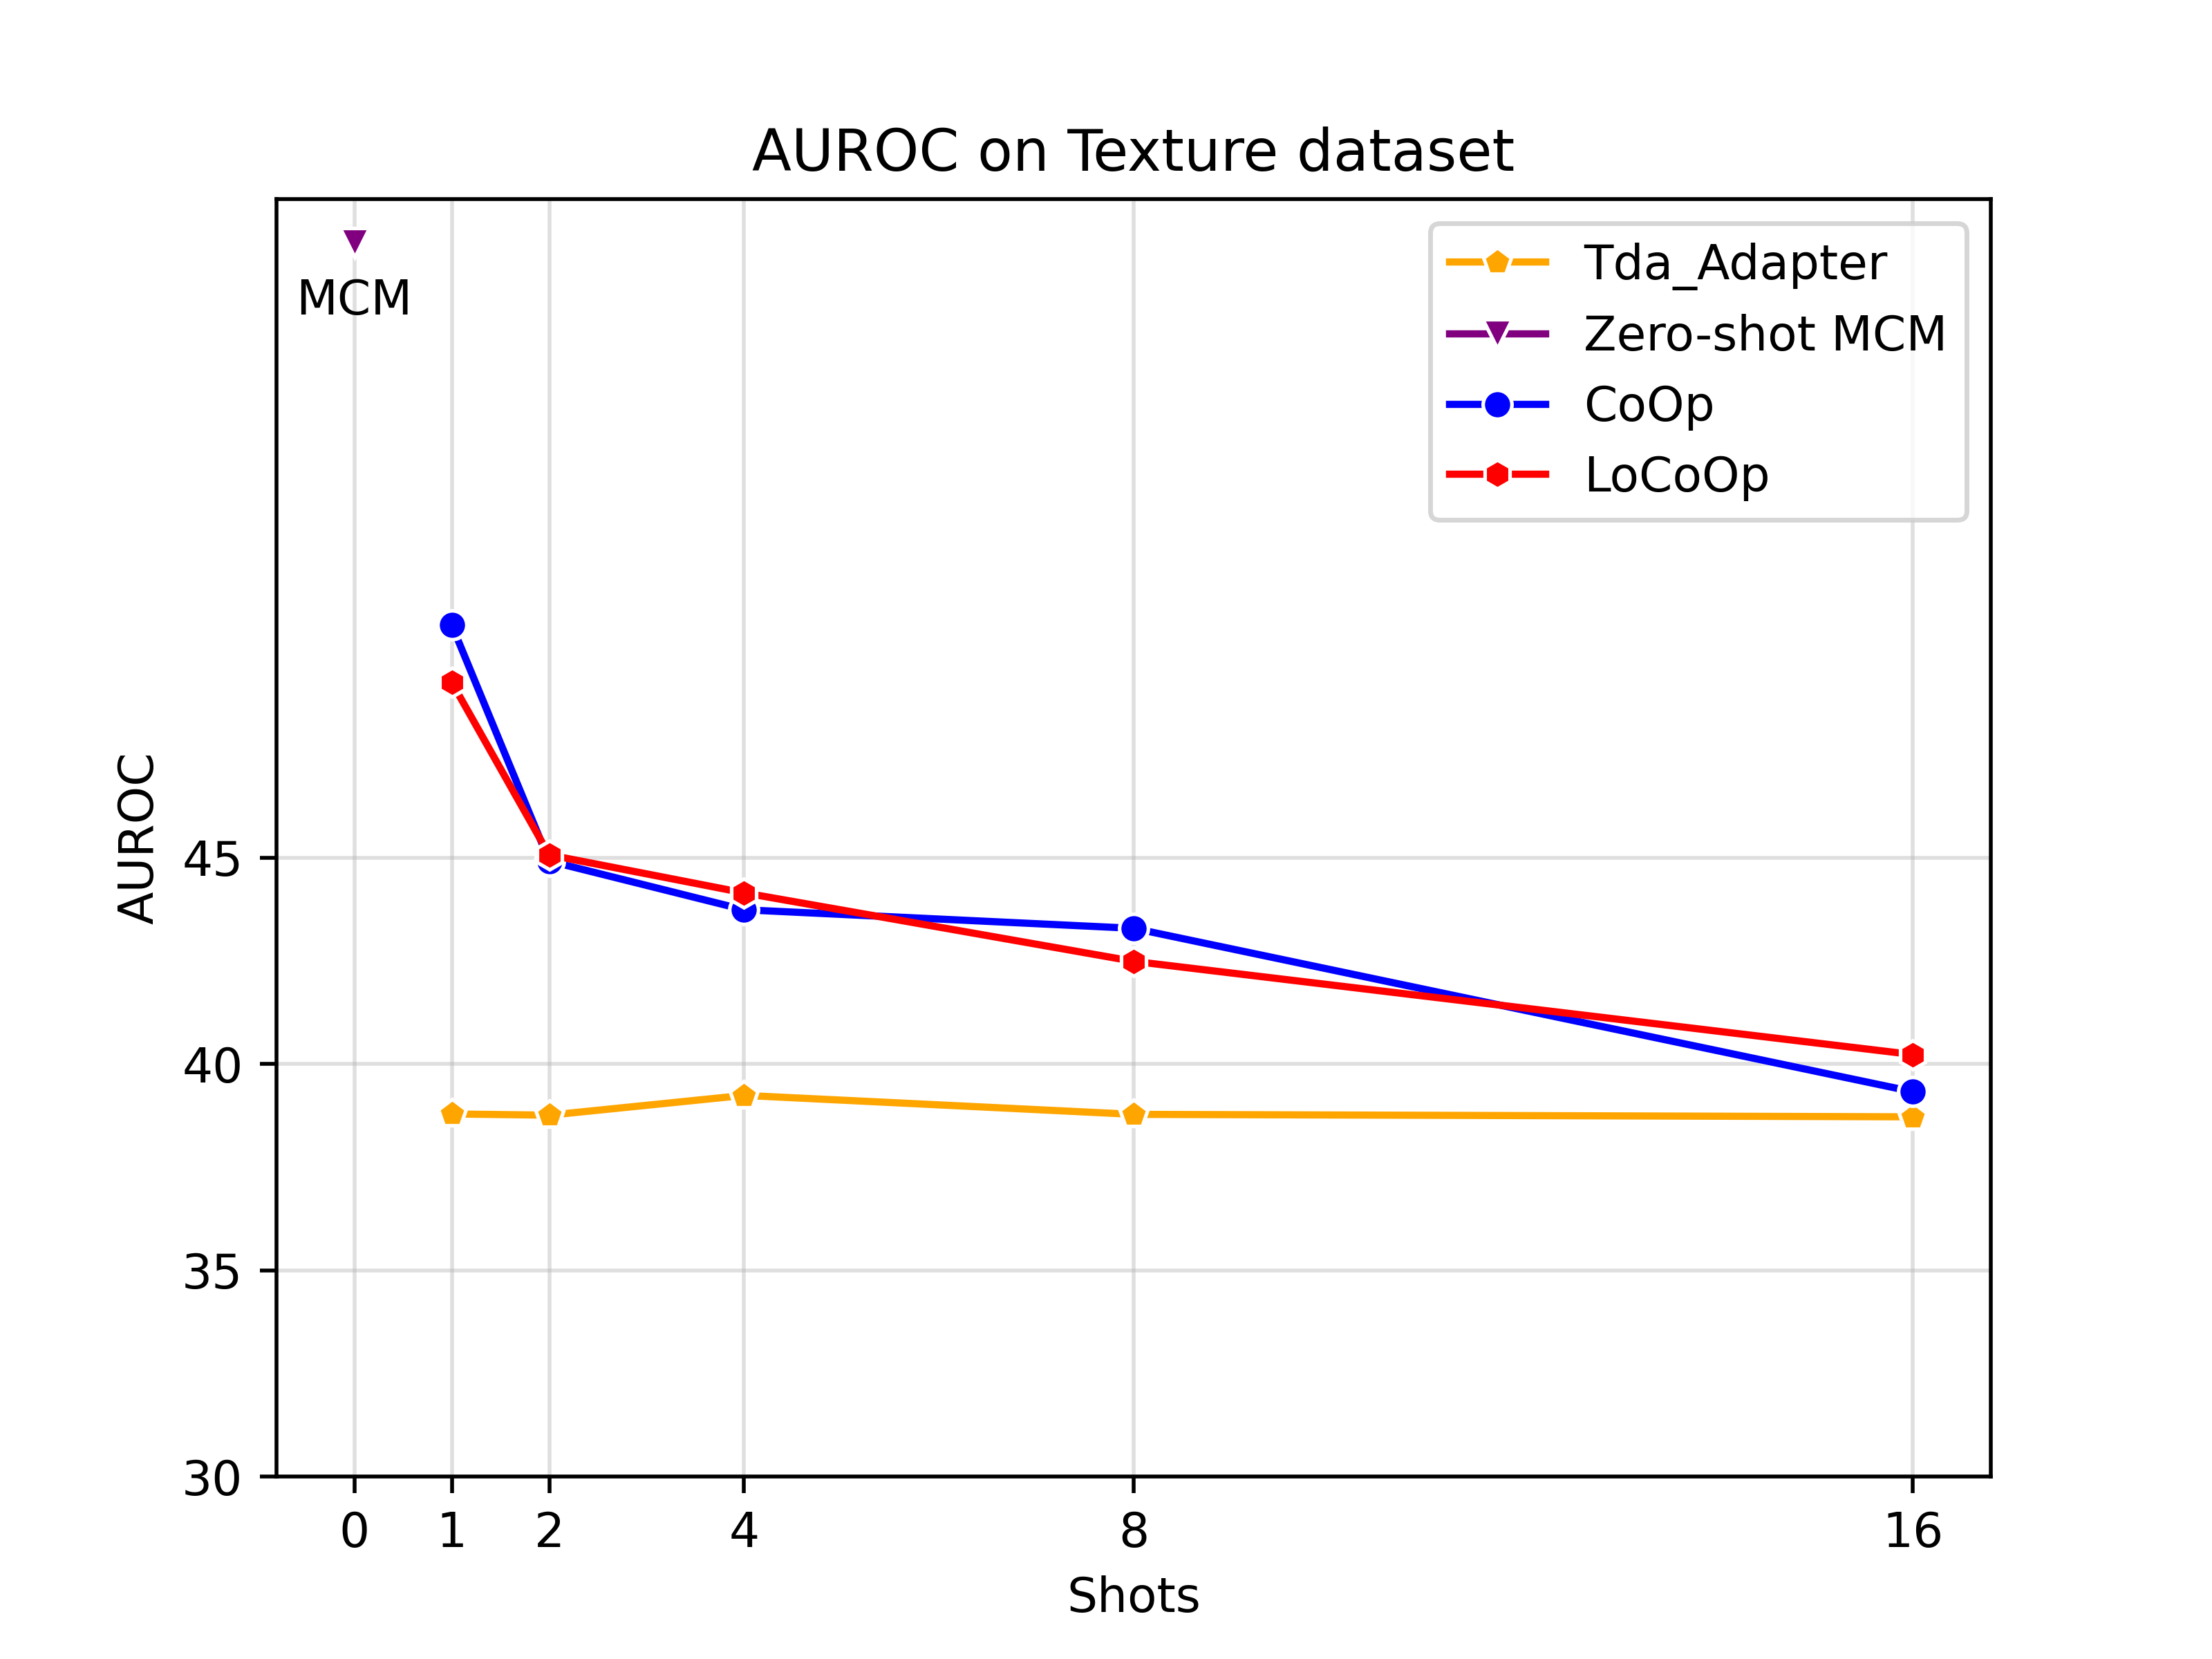 AUROC on Texture dataset
MCM
Tda_Adapter
Zero-shot MCM
CoOp
LoCoOp
AUROC
45
40
35
30
0 1 2 4 8 16
Shots